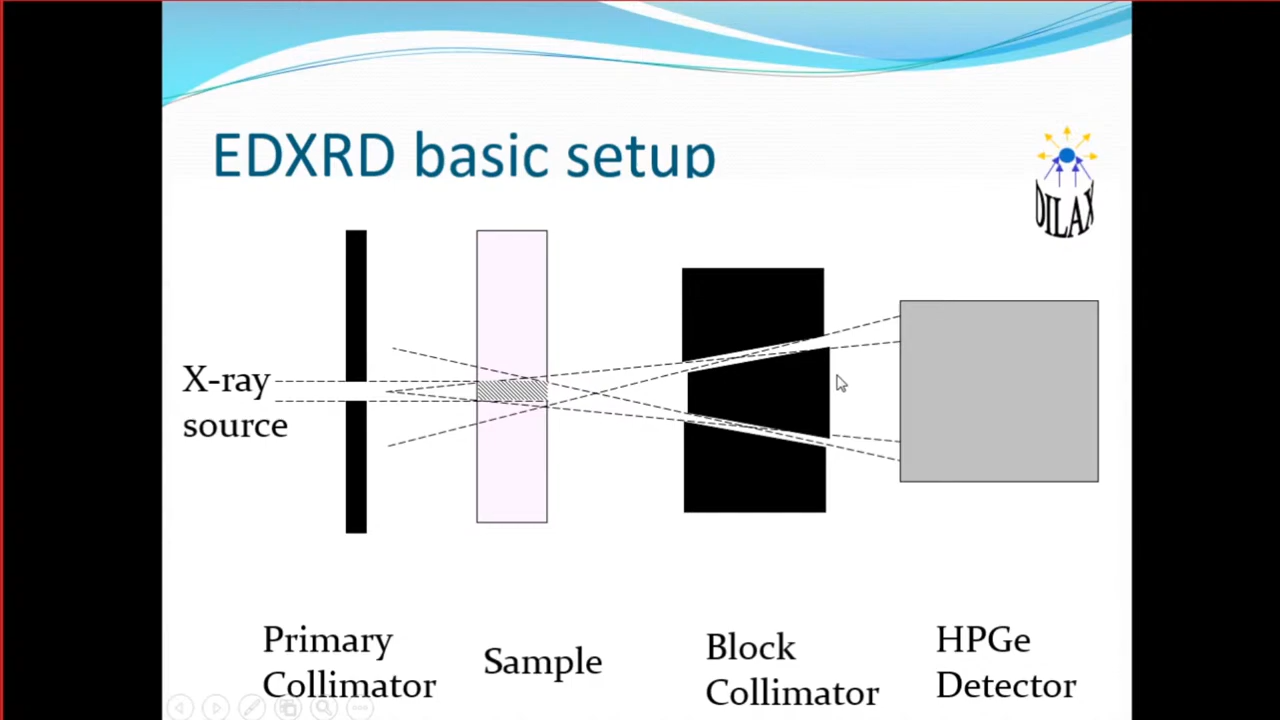 EDXRD basic setup
DILAX
X-ray
source
Primary
Collimator
Sample
Block
Collimator
HPGe
Detector